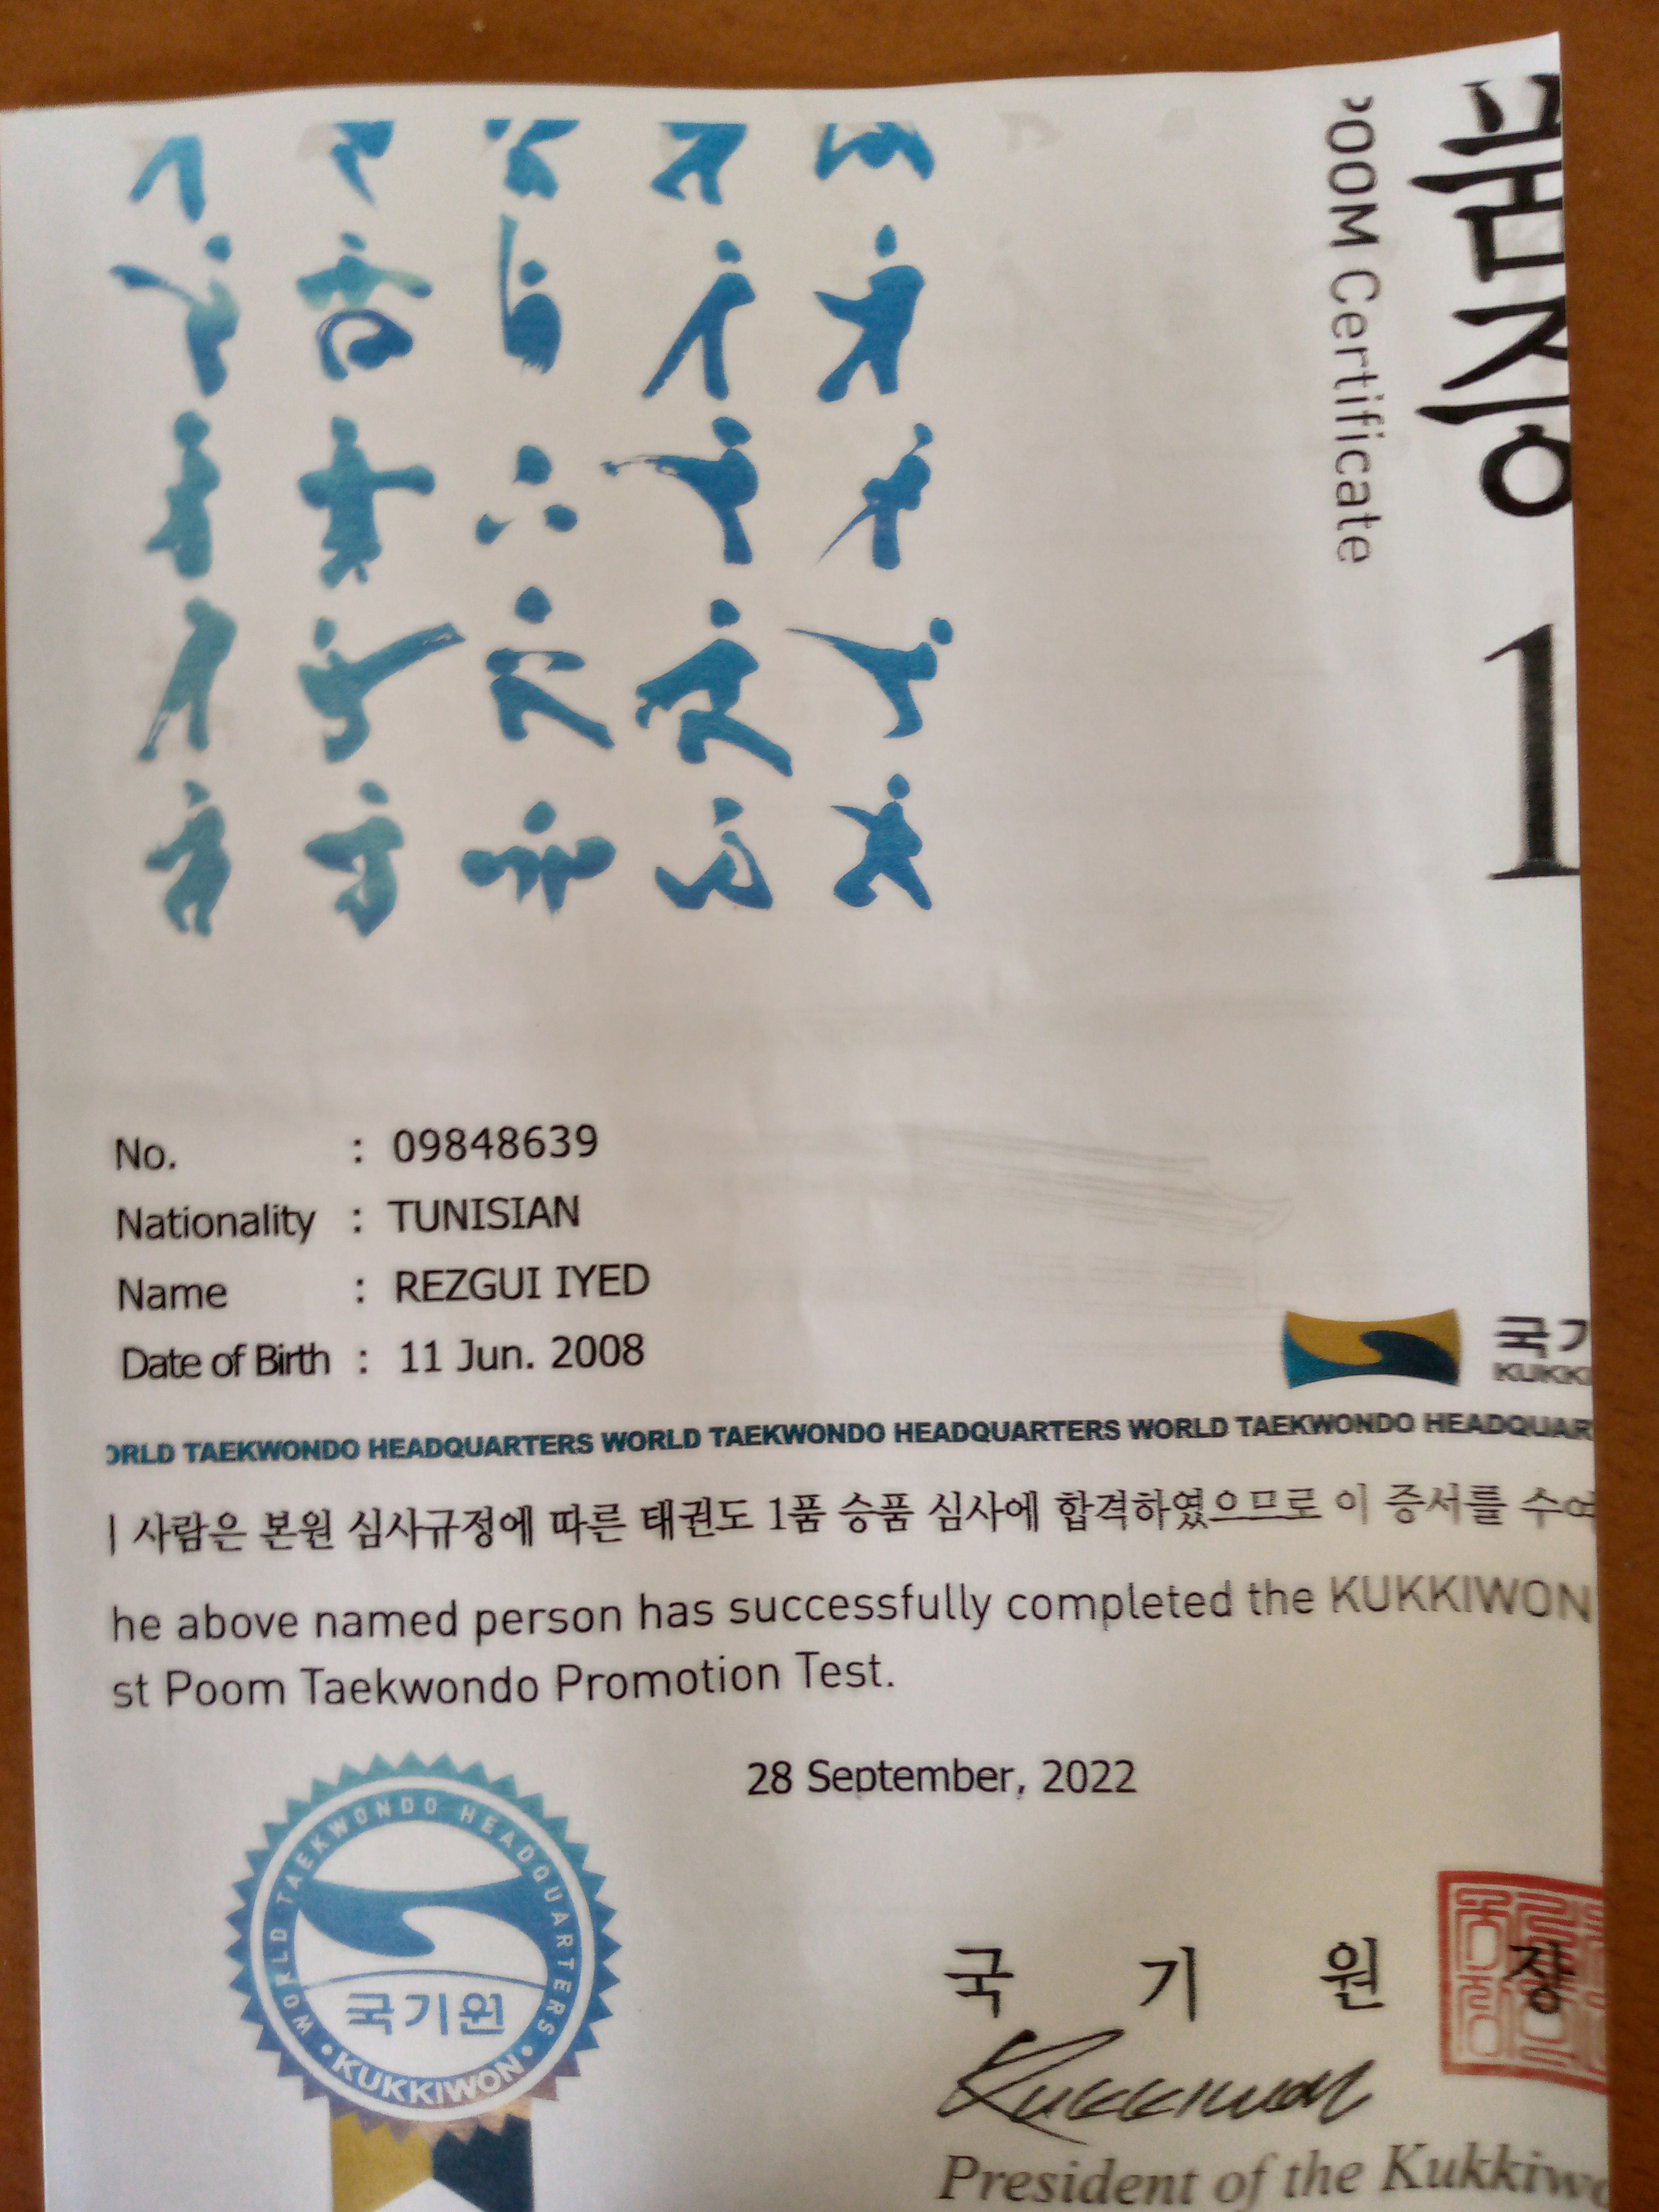 품증 1
POOM Certificate
No. : 09848639
Nationality : TUNISIAN
Name : REZGUI IYED
Date of Birth : 11 Jun. 2008
국기
KUKKI
ORLD TAEKWONDO HEADQUARTERS WORLD TAEKWONDO HEADQUARTERS WORLD TAEKWONDO HEADQUAR
사람은 본원 심사규정에 따른 태권도 1품 승품 심사에 합격하였으므로 이 증서를 수여
he above named person has successfully completed the KUKKIWON
st Poom Taekwondo Promotion Test.
28 September, 2022
WORLD TAEKWONDO HEADQUARTERS
국기원
KUKKIWON
국 기 원 장
Kukkiwon
President of the Kukkiwo